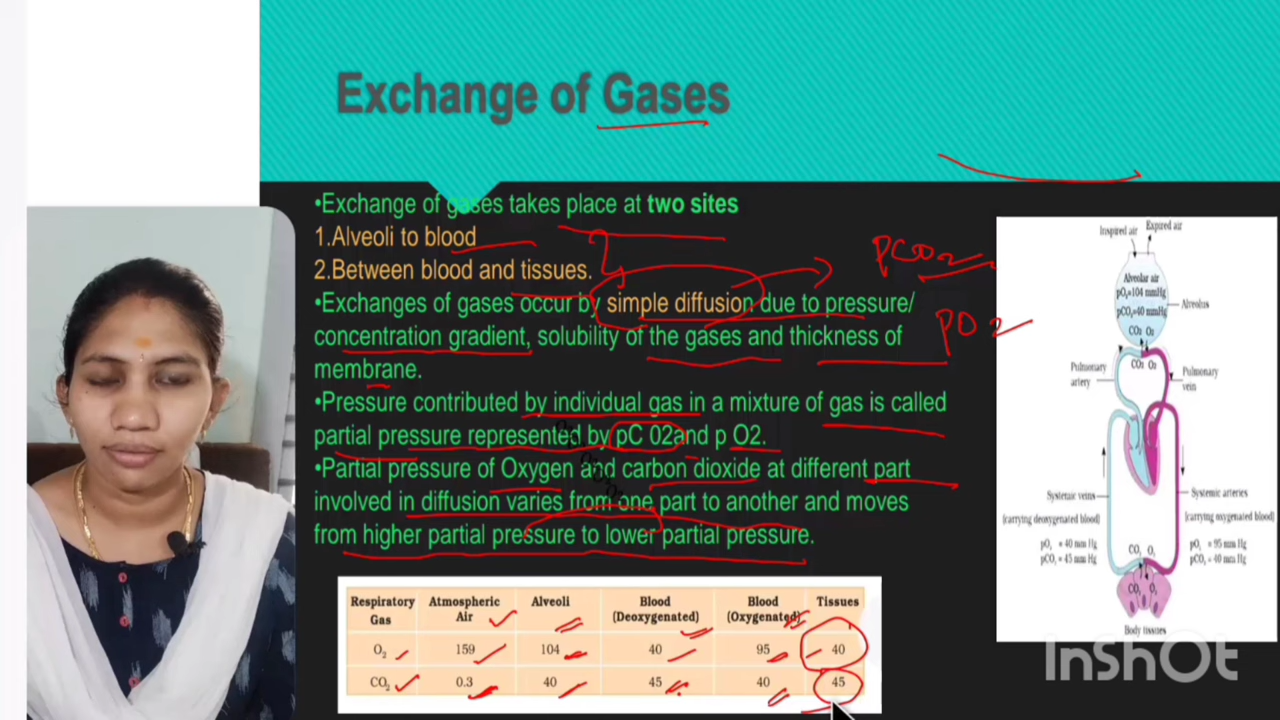 Exchange of Gases
•Exchange of gases takes place at two sites
1.Alveoli to blood
2.Between blood and tissues.
•Exchanges of gases occur by simple diffusion due to pressure/
concentration gradient, solubility of the gases and thickness of
membrane.
•Pressure contributed by individual gas in a mixture of gas is called
partial pressure represented by pC 02and p O2.
•Partial pressure of Oxygen and carbon dioxide at different part
involved in diffusion varies from one part to another and moves
from higher partial pressure to lower partial pressure.
pCO2
pO2
Respiratory Gas Atmospheric Air Alveoli Blood (Deoxygenated) Blood (Oxygenated) Tissues
O₂ 159 104 40 95 40
CO₂ 0.3 40 45 40 45
Inspired air Expired air
Alveolar air
pO₂=104 mmHg
pCO₂=40 mmHg
Alveolus
CO₂ O₂
CO₂ O₂
Pulmonary artery
Pulmonary vein
Systemic veins
(carrying deoxygenated blood)
pO₂ = 40 mm Hg
pCO₂ = 45 mm Hg
Systemic arteries
(carrying oxygenated blood)
pO₂ = 95 mm Hg
pCO₂ = 40 mm Hg
CO₂ O₂
CO₂ O₂
Body tissues
InShOt